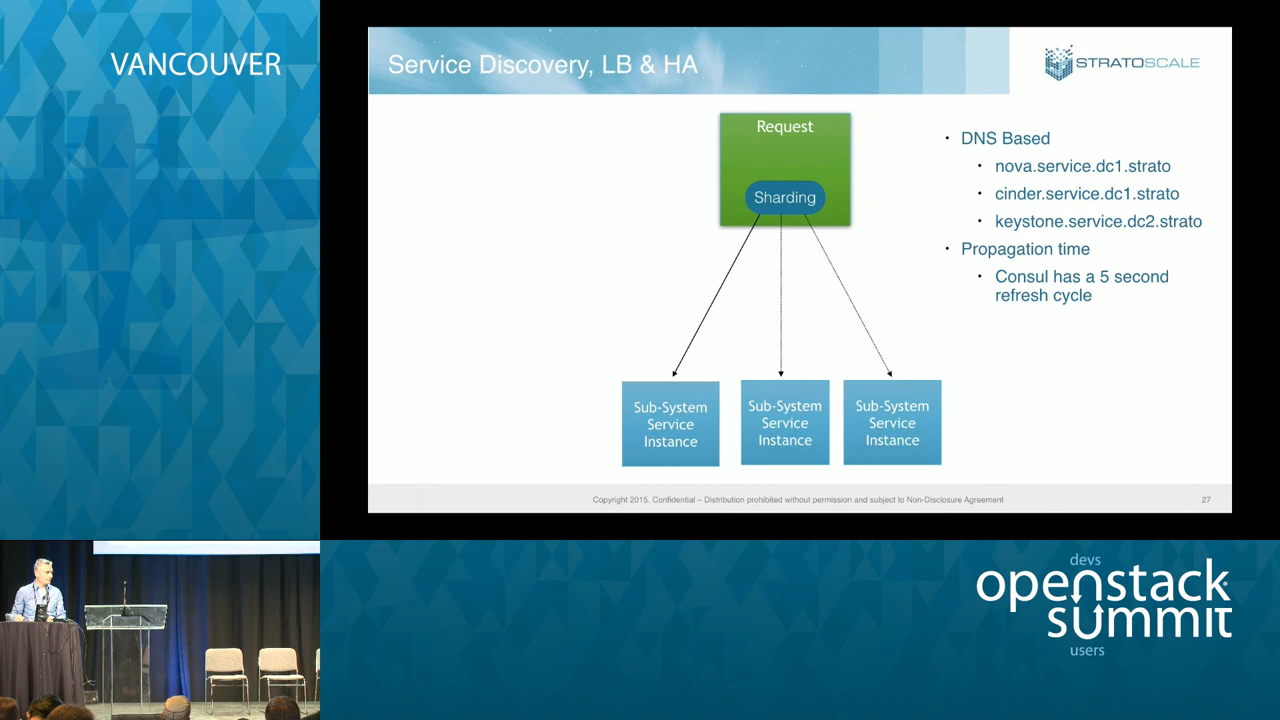 VANCOUVER
Service Discovery, LB & HA
STRATOSCALE
Request
Sharding
Sub-System
Service
Instance
Sub-System
Service
Instance
Sub-System
Service
Instance
• DNS Based
• nova.service.dc1.strato
• cinder.service.dc1.strato
• keystone.service.dc2.strato
• Propagation time
• Consul has a 5 second
refresh cycle
Copyright 2015. Confidential – Distribution prohibited without permission and subject to Non-Disclosure Agreement
27
devs
openstack
summit
users